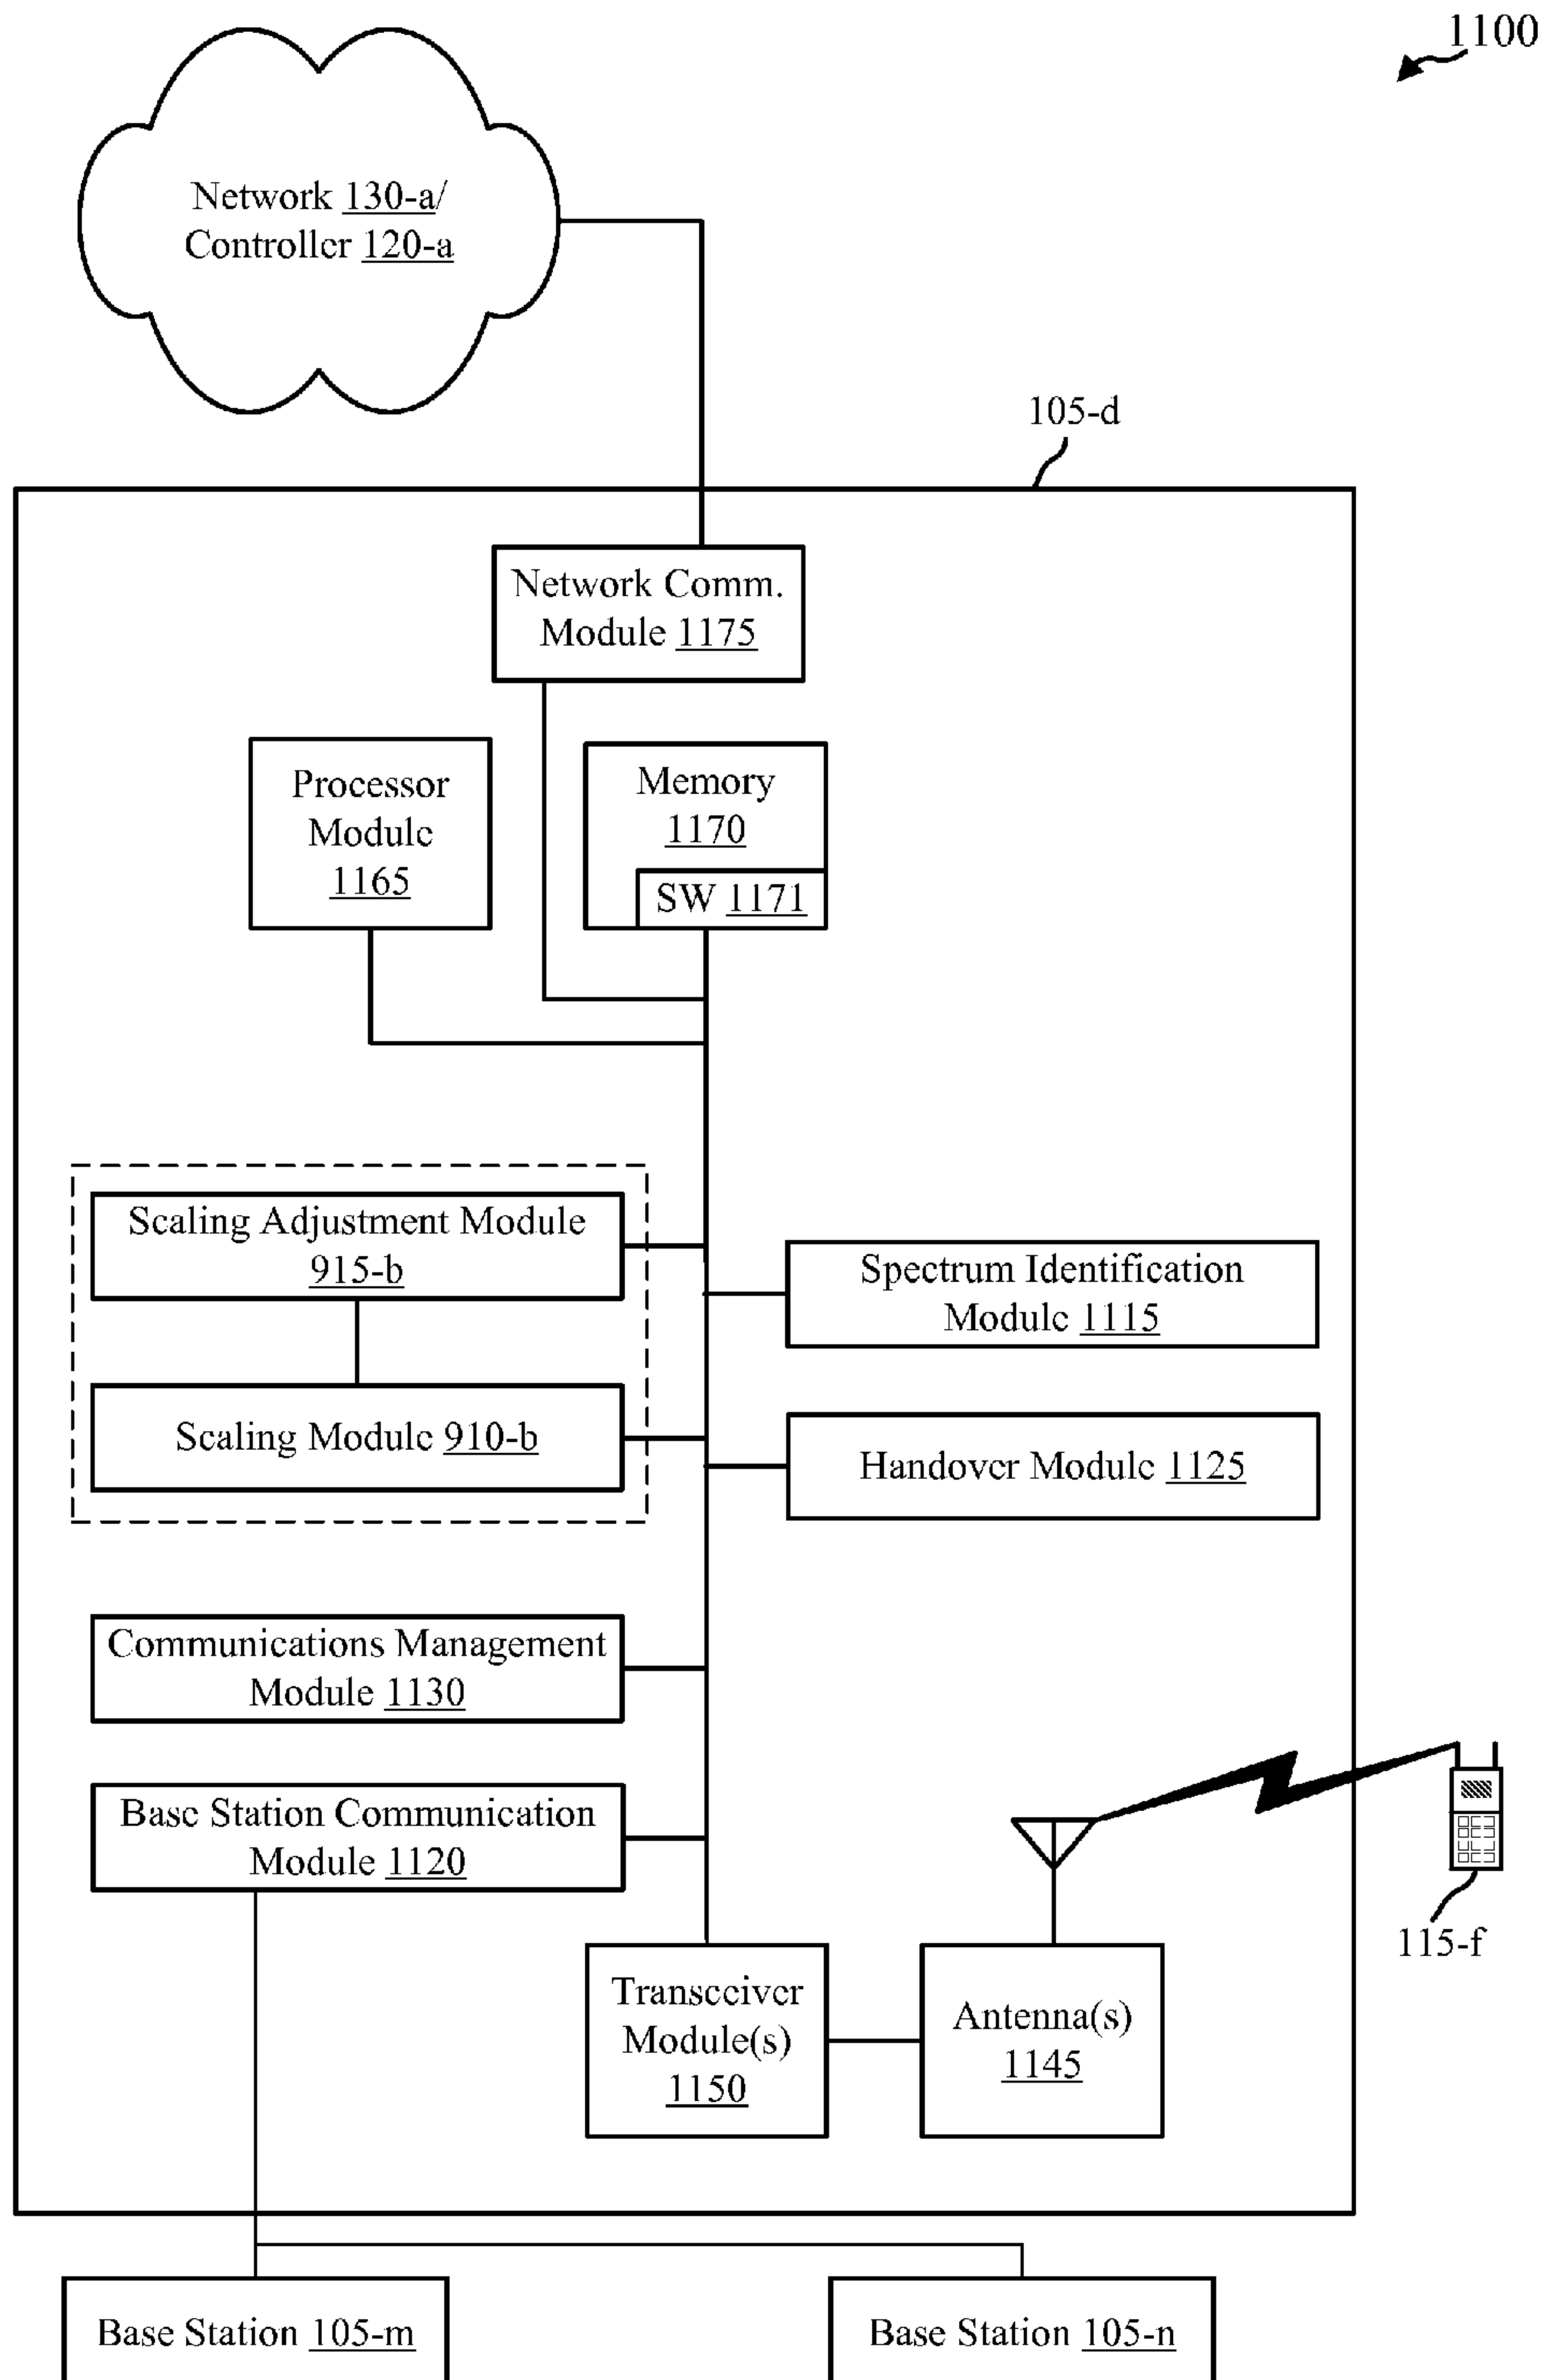 1100
Network 130-a/
Controller 120-a
105-d
Network Comm.
Module 1175
Processor
Module
1165
Memory
1170
SW 1171
Scaling Adjustment Module
915-b
Spectrum Identification
Module 1115
Scaling Module 910-b
Handover Module 1125
Communications Management
Module 1130
Base Station Communication
Module 1120
115-f
Transceiver
Module(s)
1150
Antenna(s)
1145
Base Station 105-m
Base Station 105-n